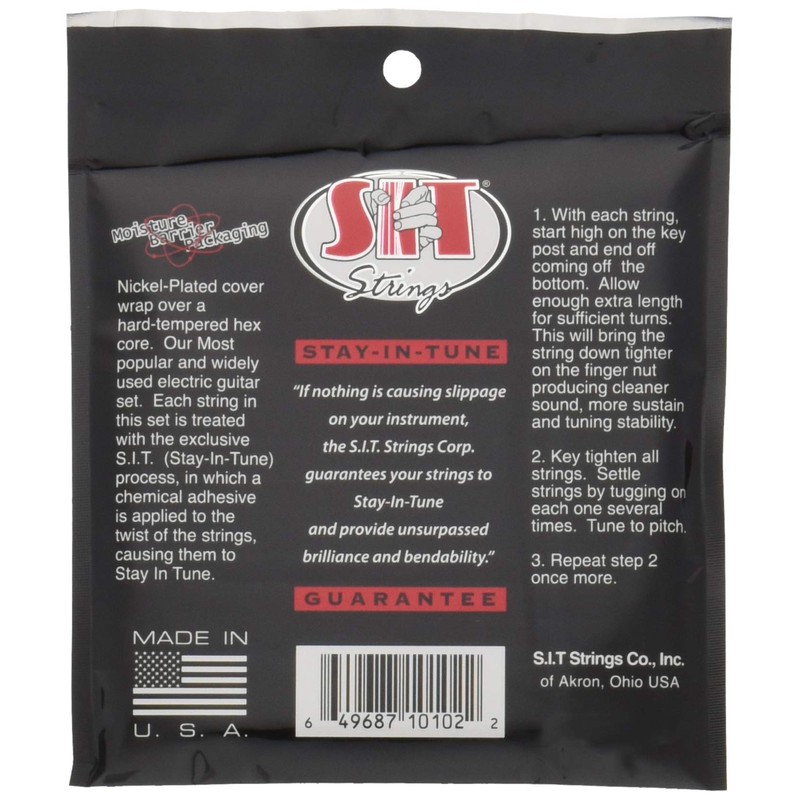 SIT®
Strings
Moisture
Barrier
Packaging
Nickel-Plated cover
wrap over a
hard-tempered hex
core. Our Most
popular and widely
used electric guitar
set. Each string in
this set is treated
with the exclusive
S.I.T. (Stay-In-Tune)
process, in which a
chemical adhesive
is applied to the
twist of the strings,
causing them to
Stay In Tune.
MADE IN
U. S. A.
STAY-IN-TUNE
“If nothing is causing slippage
on your instrument,
the S.I.T. Strings Corp.
guarantees your strings to
Stay-In-Tune
and provide unsurpassed
brilliance and bendability.”
GUARANTEE
6 49687 10102 2
1. With each string,
start high on the key
post and end off
coming off the
bottom. Allow
enough extra length
for sufficient turns.
This will bring the
string down tighter
on the finger nut
producing cleaner
sound, more sustain
and tuning stability.
2. Key tighten all
strings. Settle
strings by tugging on
each one several
times. Tune to pitch.
3. Repeat step 2
once more.
S.I.T Strings Co., Inc.
of Akron, Ohio USA